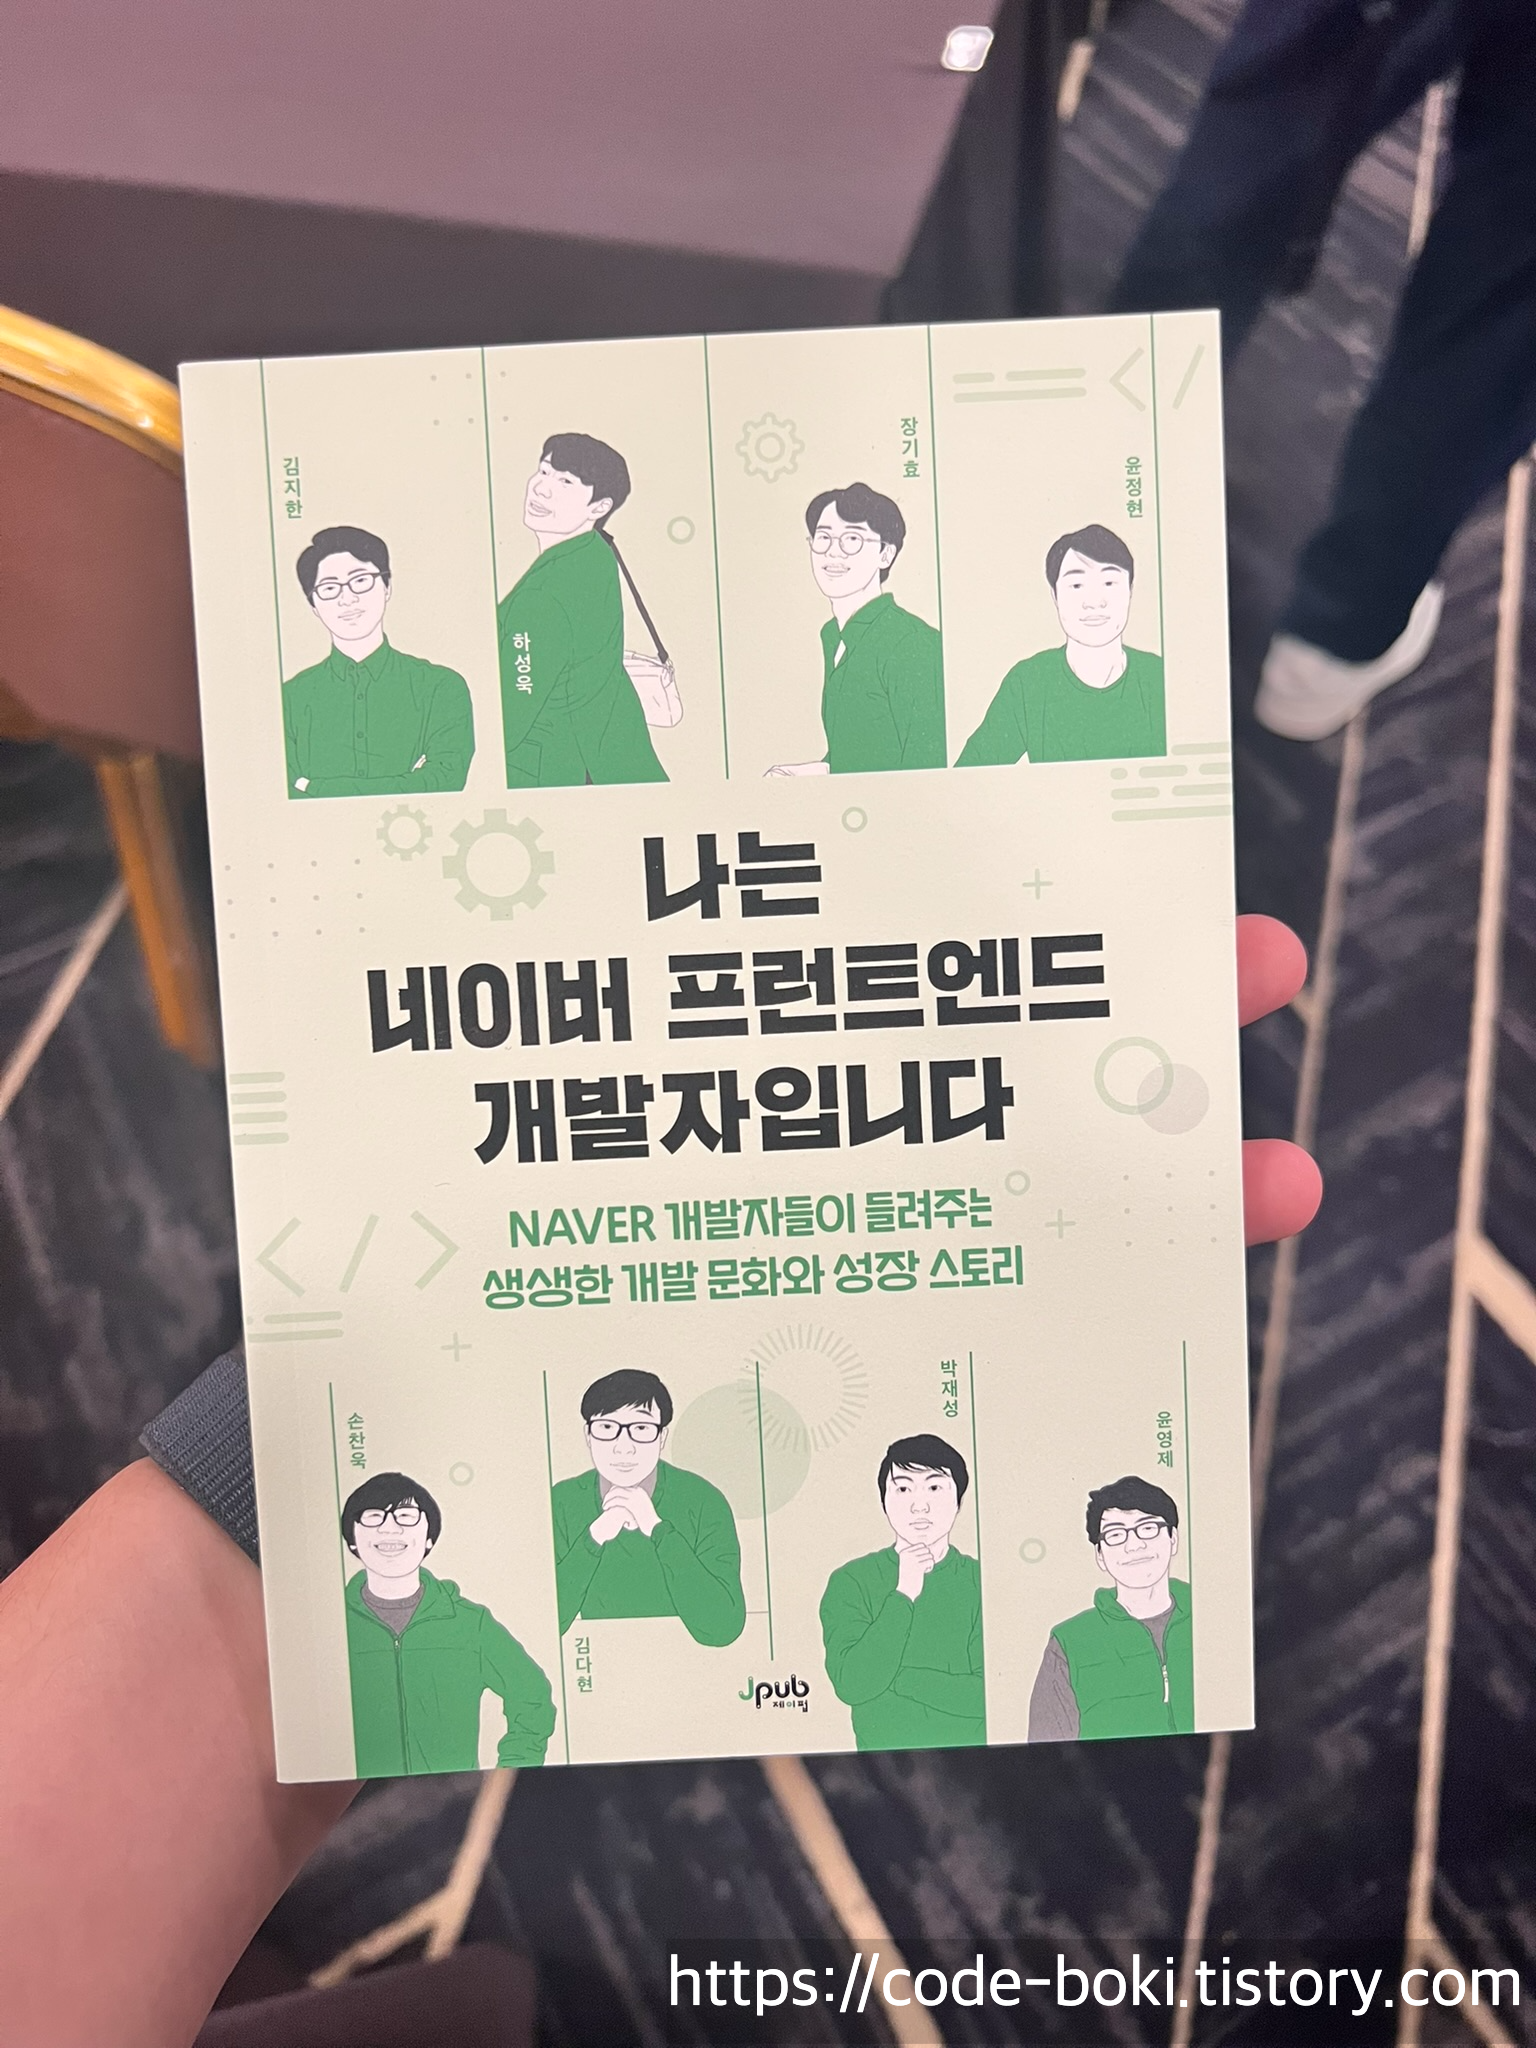 김지한
하성욱
장기효
윤정현
나는
네이버 프런트엔드
개발자입니다
NAVER 개발자들이 들려주는
생생한 개발 문화와 성장 스토리
손찬욱
김다현
박재성
윤영제
Jpub
제이펍
https://code-boki.tistory.com